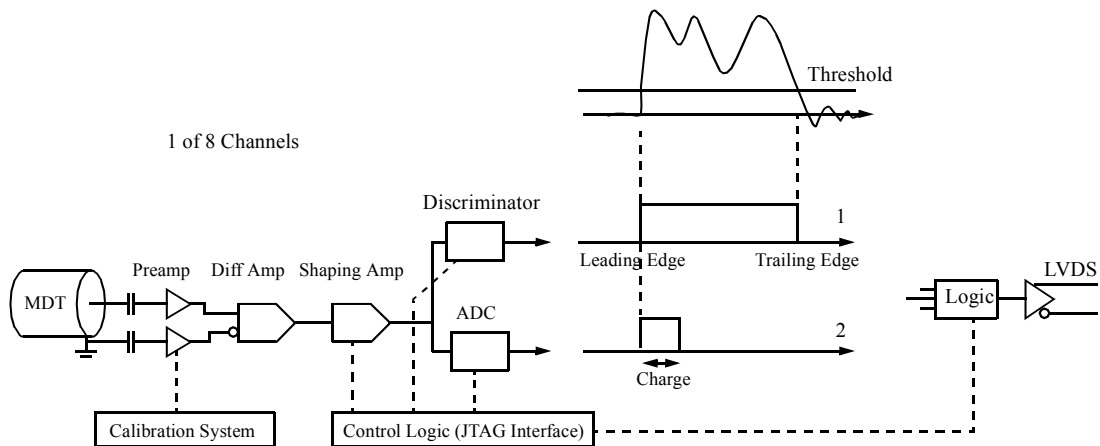 Threshold
1 of 8 Channels
Discriminator
1
Leading Edge
Trailing Edge
Preamp
Diff Amp
Shaping Amp
MDT
ADC
2
Charge
Logic
LVDS
Calibration System
Control Logic (JTAG Interface)